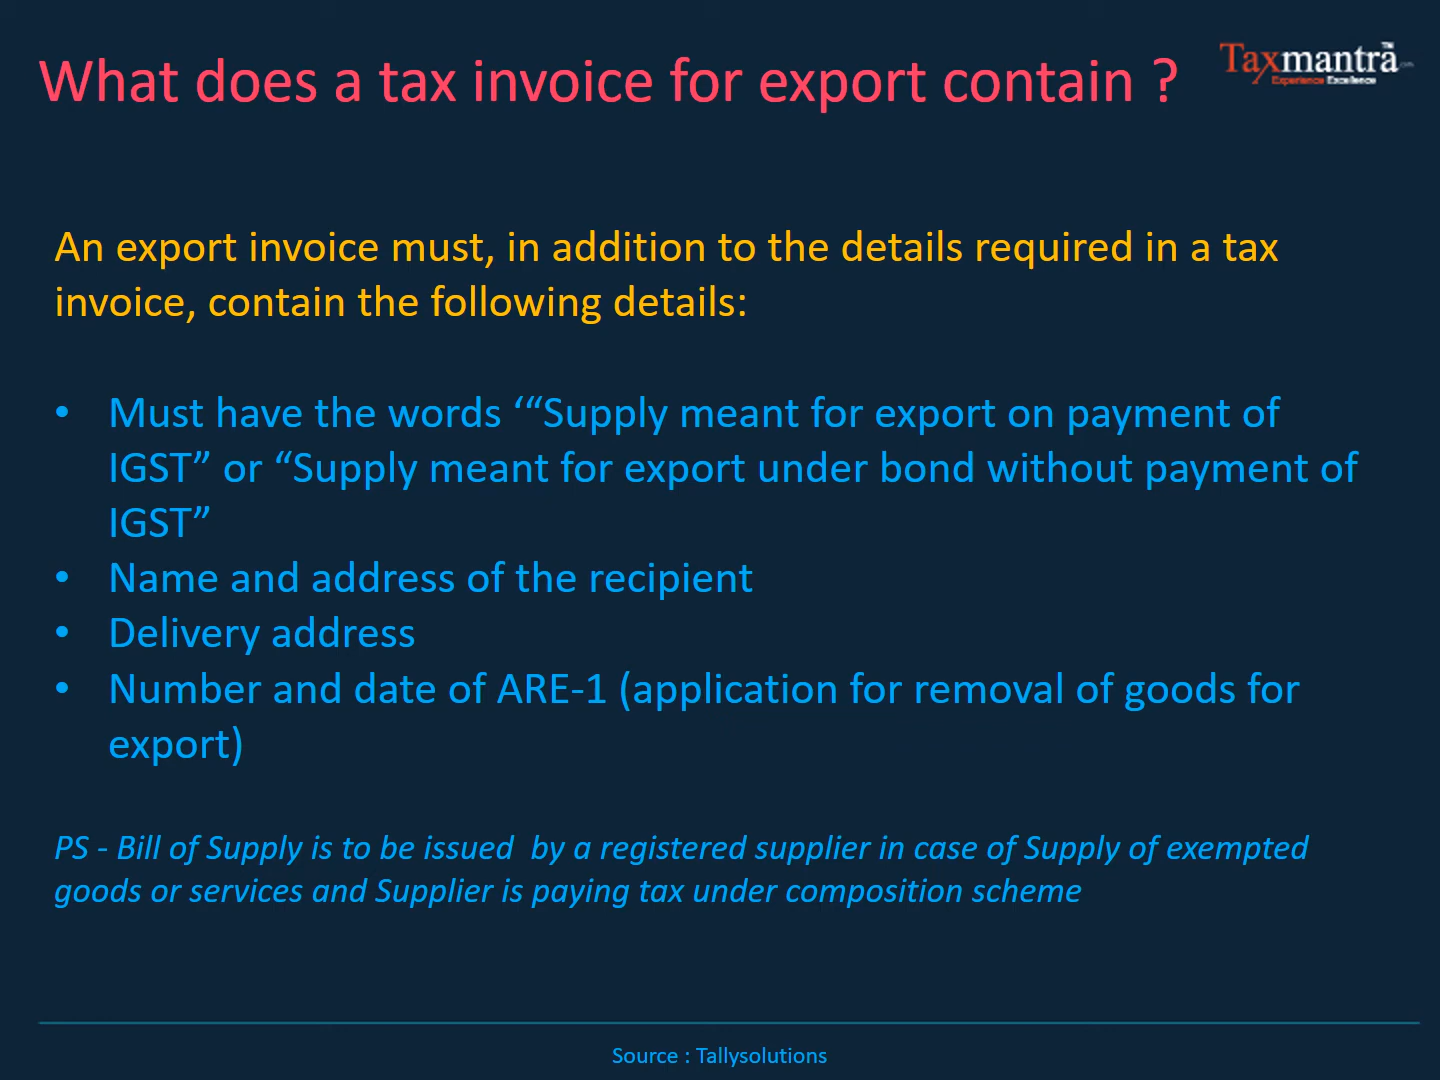 What does a tax invoice for export contain ?
Taxmantra
TM
Experience Excellence
An export invoice must, in addition to the details required in a tax
invoice, contain the following details:
• Must have the words ‘“Supply meant for export on payment of
IGST” or “Supply meant for export under bond without payment of
IGST”
• Name and address of the recipient
• Delivery address
• Number and date of ARE-1 (application for removal of goods for
export)
PS - Bill of Supply is to be issued  by a registered supplier in case of Supply of exempted
goods or services and Supplier is paying tax under composition scheme
Source : Tallysolutions